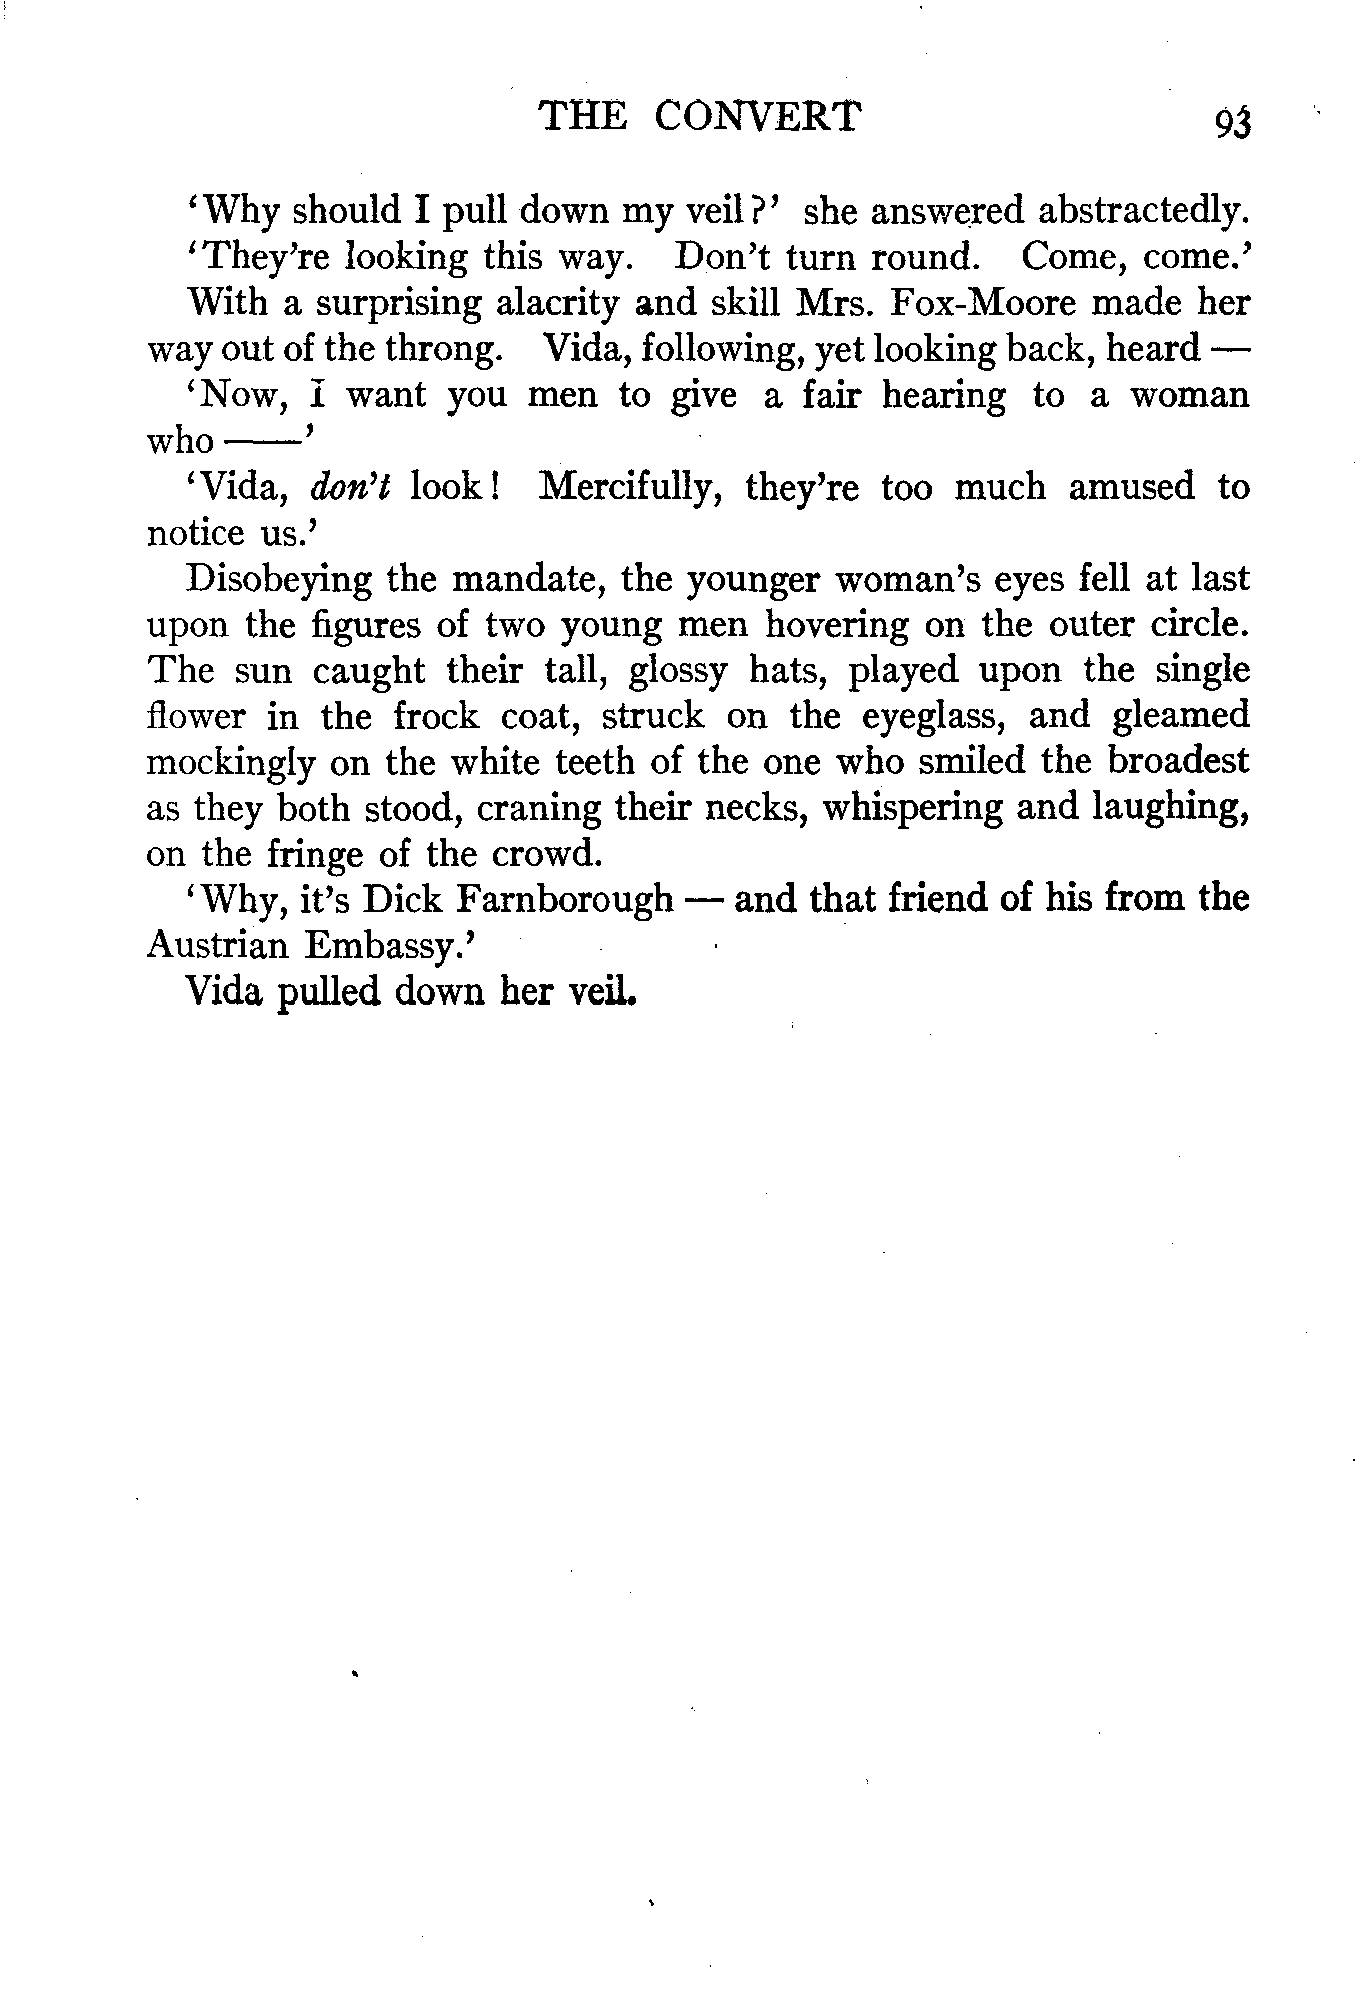 THE CONVERT 93
‘Why should I pull down my veil?’ she answered abstractedly.
‘They’re looking this way. Don’t turn round. Come, come.’
With a surprising alacrity and skill Mrs. Fox-Moore made her
way out of the throng. Vida, following, yet looking back, heard —
‘Now, I want you men to give a fair hearing to a woman
who ——’
‘Vida, don’t look! Mercifully, they’re too much amused to
notice us.’
Disobeying the mandate, the younger woman’s eyes fell at last
upon the figures of two young men hovering on the outer circle.
The sun caught their tall, glossy hats, played upon the single
flower in the frock coat, struck on the eyeglass, and gleamed
mockingly on the white teeth of the one who smiled the broadest
as they both stood, craning their necks, whispering and laughing,
on the fringe of the crowd.
‘Why, it’s Dick Farnborough — and that friend of his from the
Austrian Embassy.’
Vida pulled down her veil.